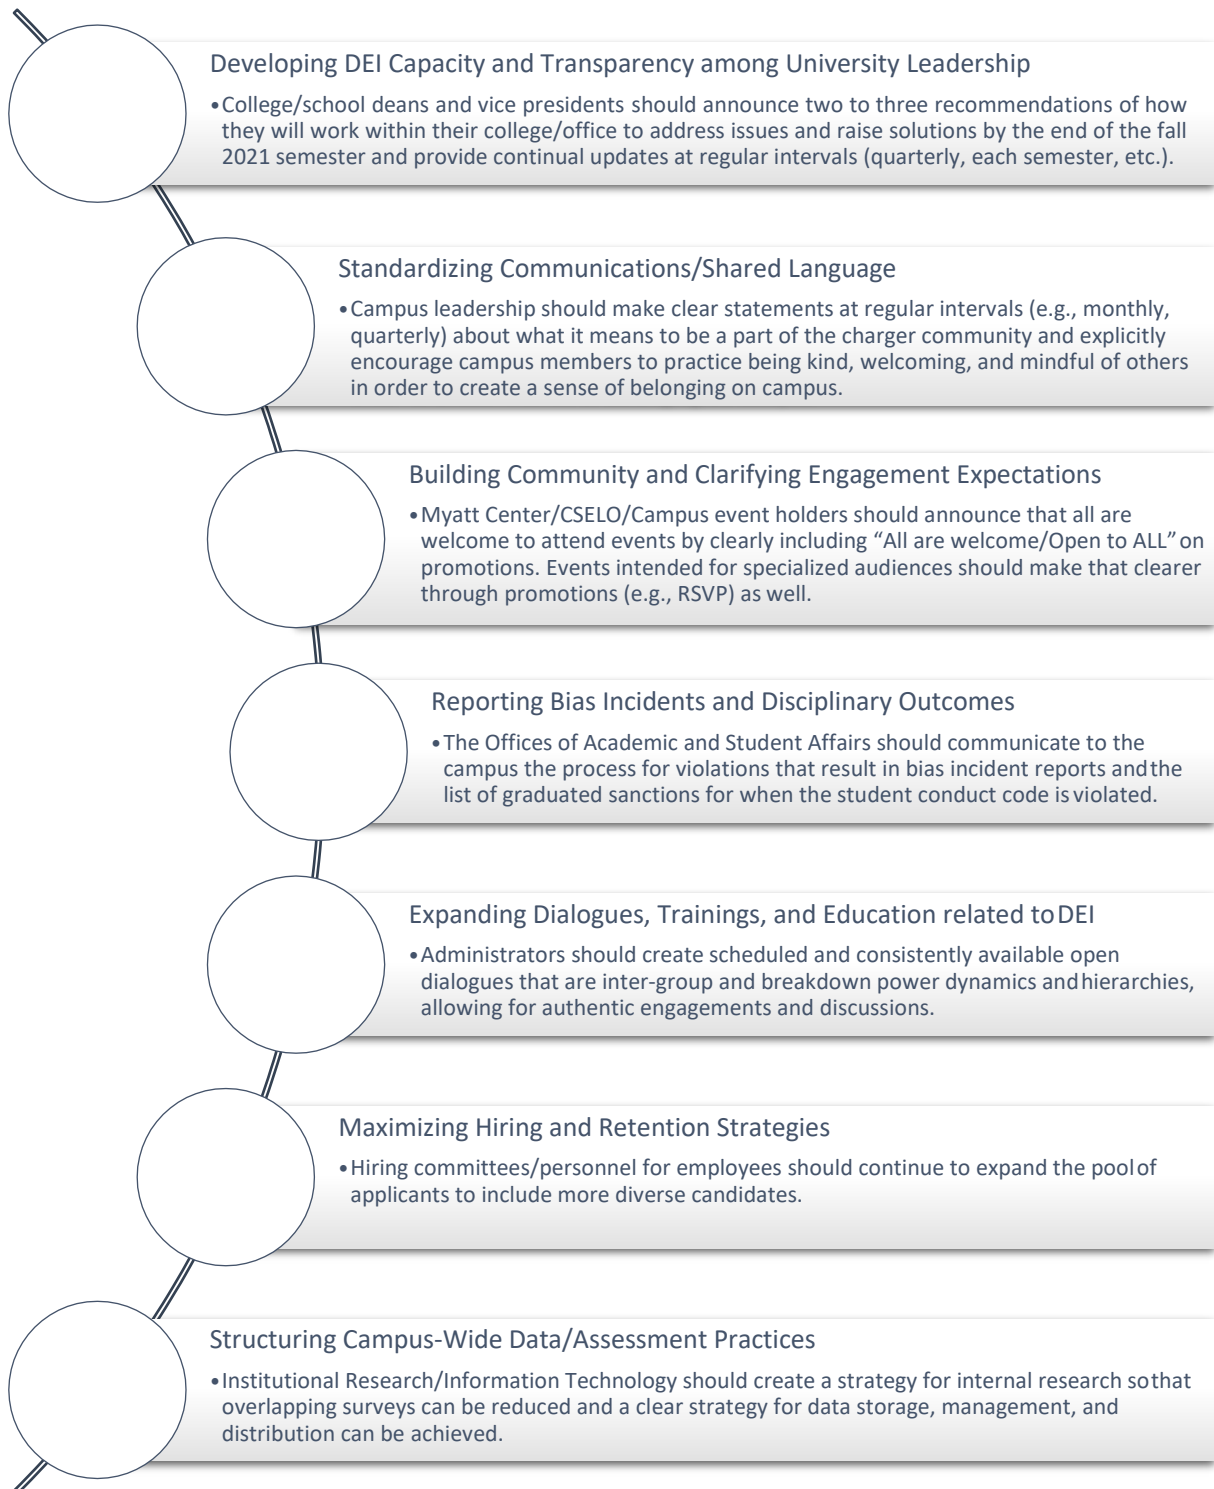 Developing DEI Capacity and Transparency among University Leadership
•College/school deans and vice presidents should announce two to three recommendations of how
they will work within their college/office to address issues and raise solutions by the end of the fall
2021 semester and provide continual updates at regular intervals (quarterly, each semester, etc.).
Standardizing Communications/Shared Language
•Campus leadership should make clear statements at regular intervals (e.g., monthly,
quarterly) about what it means to be a part of the charger community and explicitly
encourage campus members to practice being kind, welcoming, and mindful of others
in order to create a sense of belonging on campus.
Building Community and Clarifying Engagement Expectations
•Myatt Center/CSELO/Campus event holders should announce that all are
welcome to attend events by clearly including “All are welcome/Open to ALL” on
promotions. Events intended for specialized audiences should make that clearer
through promotions (e.g., RSVP) as well.
Reporting Bias Incidents and Disciplinary Outcomes
•The Offices of Academic and Student Affairs should communicate to the
campus the process for violations that result in bias incident reports and the
list of graduated sanctions for when the student conduct code is violated.
Expanding Dialogues, Trainings, and Education related to DEI
•Administrators should create scheduled and consistently available open
dialogues that are inter-group and breakdown power dynamics and hierarchies,
allowing for authentic engagements and discussions.
Maximizing Hiring and Retention Strategies
•Hiring committees/personnel for employees should continue to expand the pool of
applicants to include more diverse candidates.
Structuring Campus-Wide Data/Assessment Practices
•Institutional Research/Information Technology should create a strategy for internal research so that
overlapping surveys can be reduced and a clear strategy for data storage, management, and
distribution can be achieved.